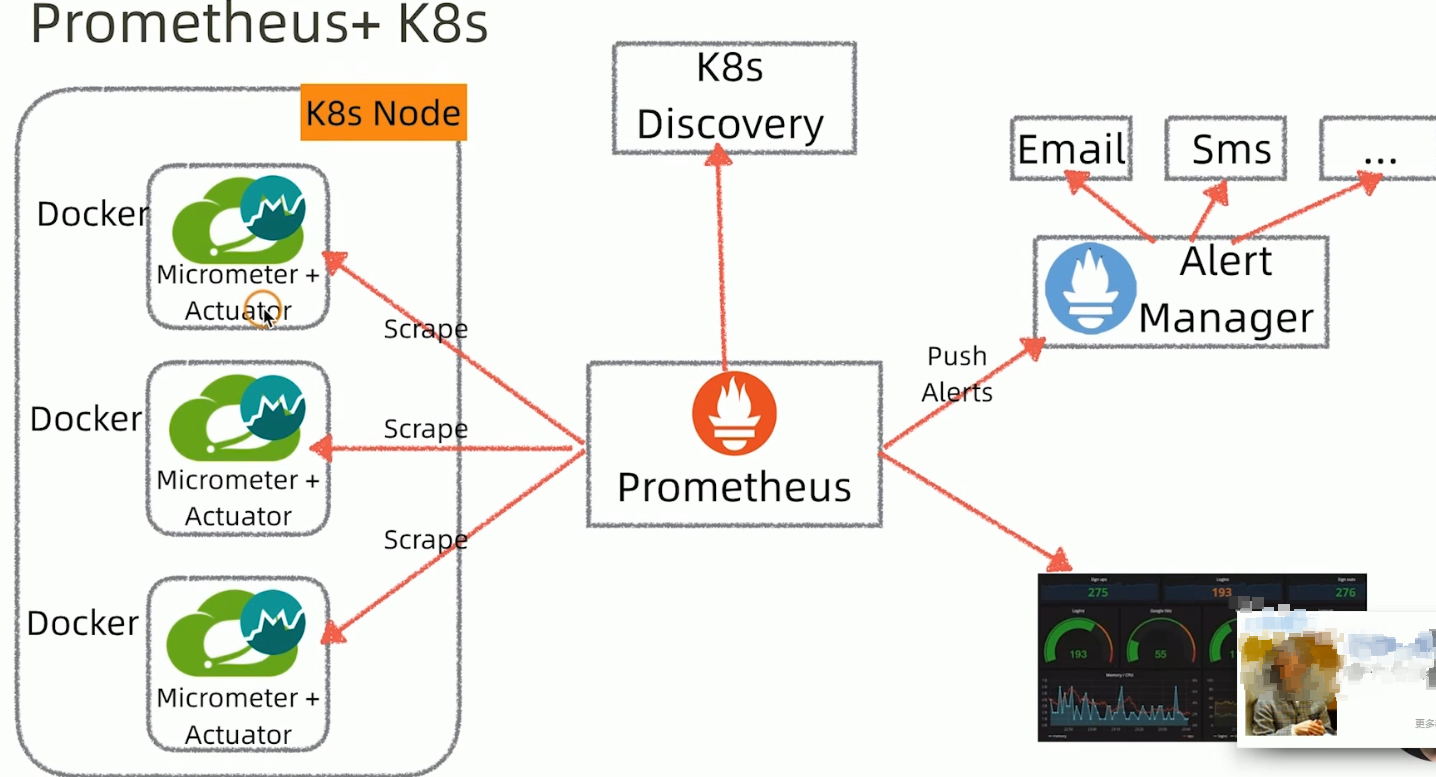 Prometheus+ K8s
K8s Node
Docker
Micrometer +
Actuator
Docker
Micrometer +
Actuator
Docker
Micrometer +
Actuator
Scrape
Scrape
Scrape
K8s
Discovery
Prometheus
Push
Alerts
Email
Sms
...
Alert
Manager
Sign ups
275
Logins
193
Sign outs
276
Logins
193
Google hits
55
Memory / CPU
更多